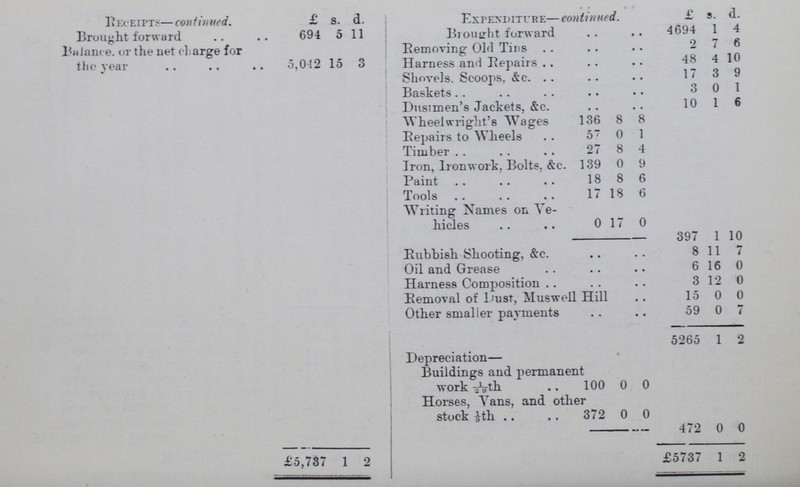 RECEIPTS—continued. £ s. d.
Brought forward .. .. 694 5 11
Balance, or the net charge for
the year .. .. .. .. 5,042 15 3
£5,737 1 2
EXPENDITURE—continued. £ s. d.
Brought forward .. .. 4694 1 4
Removing Old Tins .. .. .. 2 7 6
Harness and Repairs .. .. .. 48 4 10
Shovels, Scoops, &c. .. .. .. 17 3 9
Baskets .. .. .. .. .. 3 0 1
Dustmen's Jackets, &c. .. .. 10 1 6
Wheelwright's Wages 136 8 8
Repairs to Wheels .. 57 0 1
Timber .. .. .. 27 8 4
Iron, Ironwork, Bolts, &c. 139 0 9
Paint .. .. .. 18 8 6
Tools .. .. .. 17 18 6
Writing Names on Ve-
hicles .. .. 0 17 0
397 1 10
Rubbish Shooting, &c. .. .. 8 11 7
Oil and Grease .. .. .. 6 16 0
Harness Composition .. .. .. 3 12 0
Removal of Dust, Muswell Hill .. 15 0 0
Other smaller payments .. .. 59 0 7
5265 1 2
Depreciation—
Buildings and permanent
work th .. 100 0 0
Horses, Vans, and other
stock th .. .. 372 0 0
472 0 0
£5737 1 2